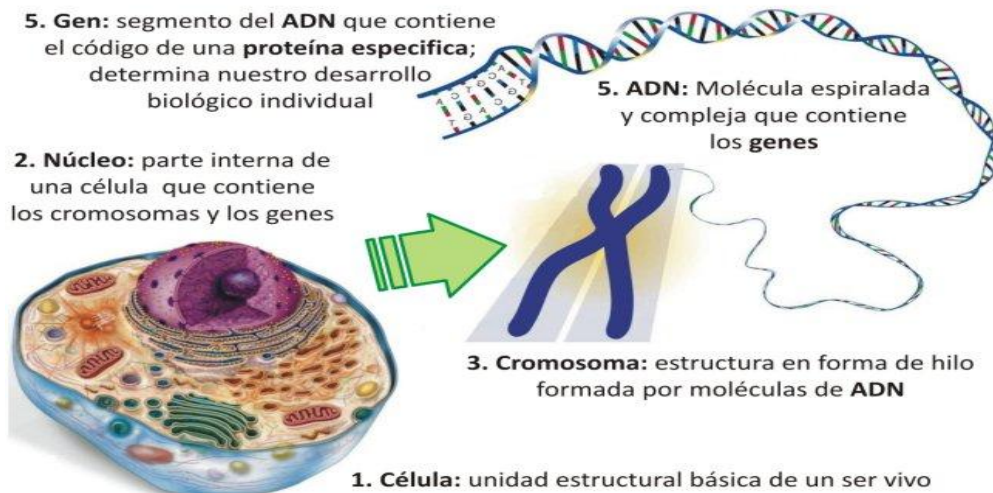 5. Gen: segmento del ADN que contiene
el código de una proteína especifica;
determina nuestro desarrollo
biológico individual
5. ADN: Molécula espiralada
y compleja que contiene
los genes
2. Núcleo: parte interna de
una célula que contiene
los cromosomas y los genes
3. Cromosoma: estructura en forma de hilo
formada por moléculas de ADN
1. Célula: unidad estructural básica de un ser vivo